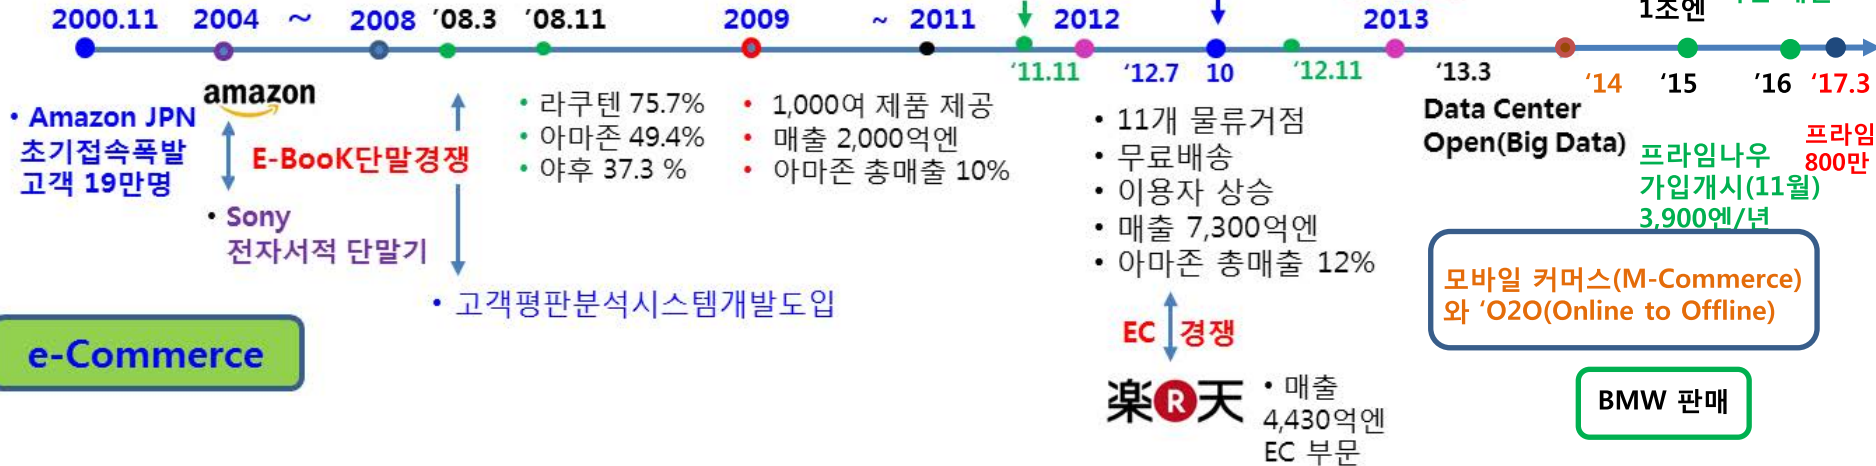 2000.11 2004 ~ 2008 ’08.3 ’08.11 2009 ~ 2011 2012 2013
1조엔
‘11.11 ‘12.7 10 ‘12.11 ‘13.3 ‘14 ‘15 ’16 ‘17.3
• Amazon JPN
초기접속폭발
고객 19만명
amazon
E-BooK단말경쟁
• Sony
전자서적 단말기
• 고객평판분석시스템개발도입
• 라쿠텐 75.7%
• 아마존 49.4%
• 야후 37.3 %
• 1,000여 제품 제공
• 매출 2,000억엔
• 아마존 총매출 10%
• 11개 물류거점
• 무료배송
• 이용자 상승
• 매출 7,300억엔
• 아마존 총매출 12%
EC 경쟁
楽R天
• 매출
4,430억엔
EC 부문
Data Center
Open(Big Data)
프라임나우
가입개시(11월)
3,900엔/년
프라임
800만
모바일 커머스(M-Commerce)
와 ‘O2O(Online to Offline)
BMW 판매
e-Commerce